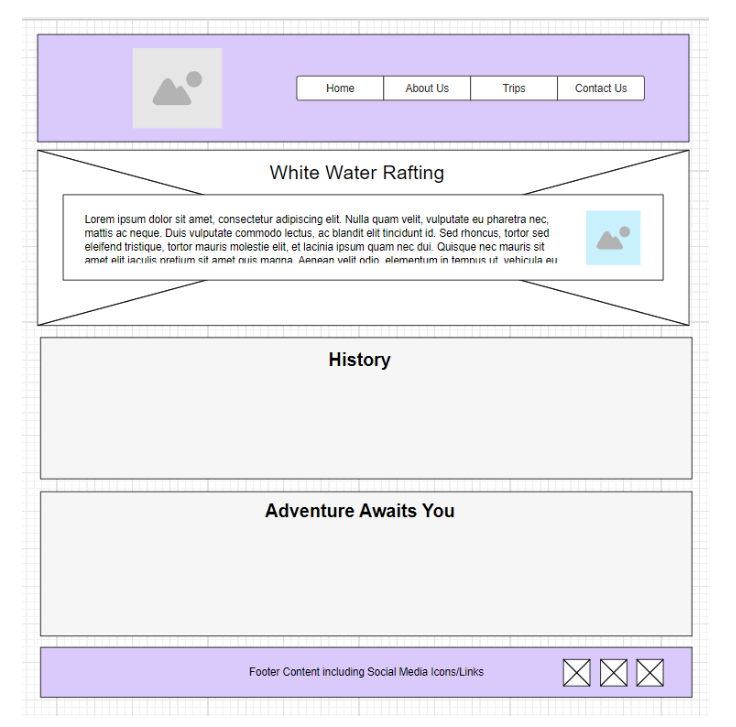 Home About Us Trips Contact Us
White Water Rafting
Lorem ipsum dolor sit amet, consectetur adipiscing elit. Nulla quam velit, vulputate eu pharetra nec,
mattis ac neque. Duis vulputate commodo lectus, ac blandit elit tincidunt id. Sed rhoncus, tortor sed
eleifend tristique, tortor mauris molestie elit, et lacinia ipsum quam nec dui. Quisque nec mauris sit
amet elit iaculis pretium sit amet quis magna. Aenean velit odio, elementum in tempus ut, vehicula eu
History
Adventure Awaits You
Footer Content including Social Media Icons/Links